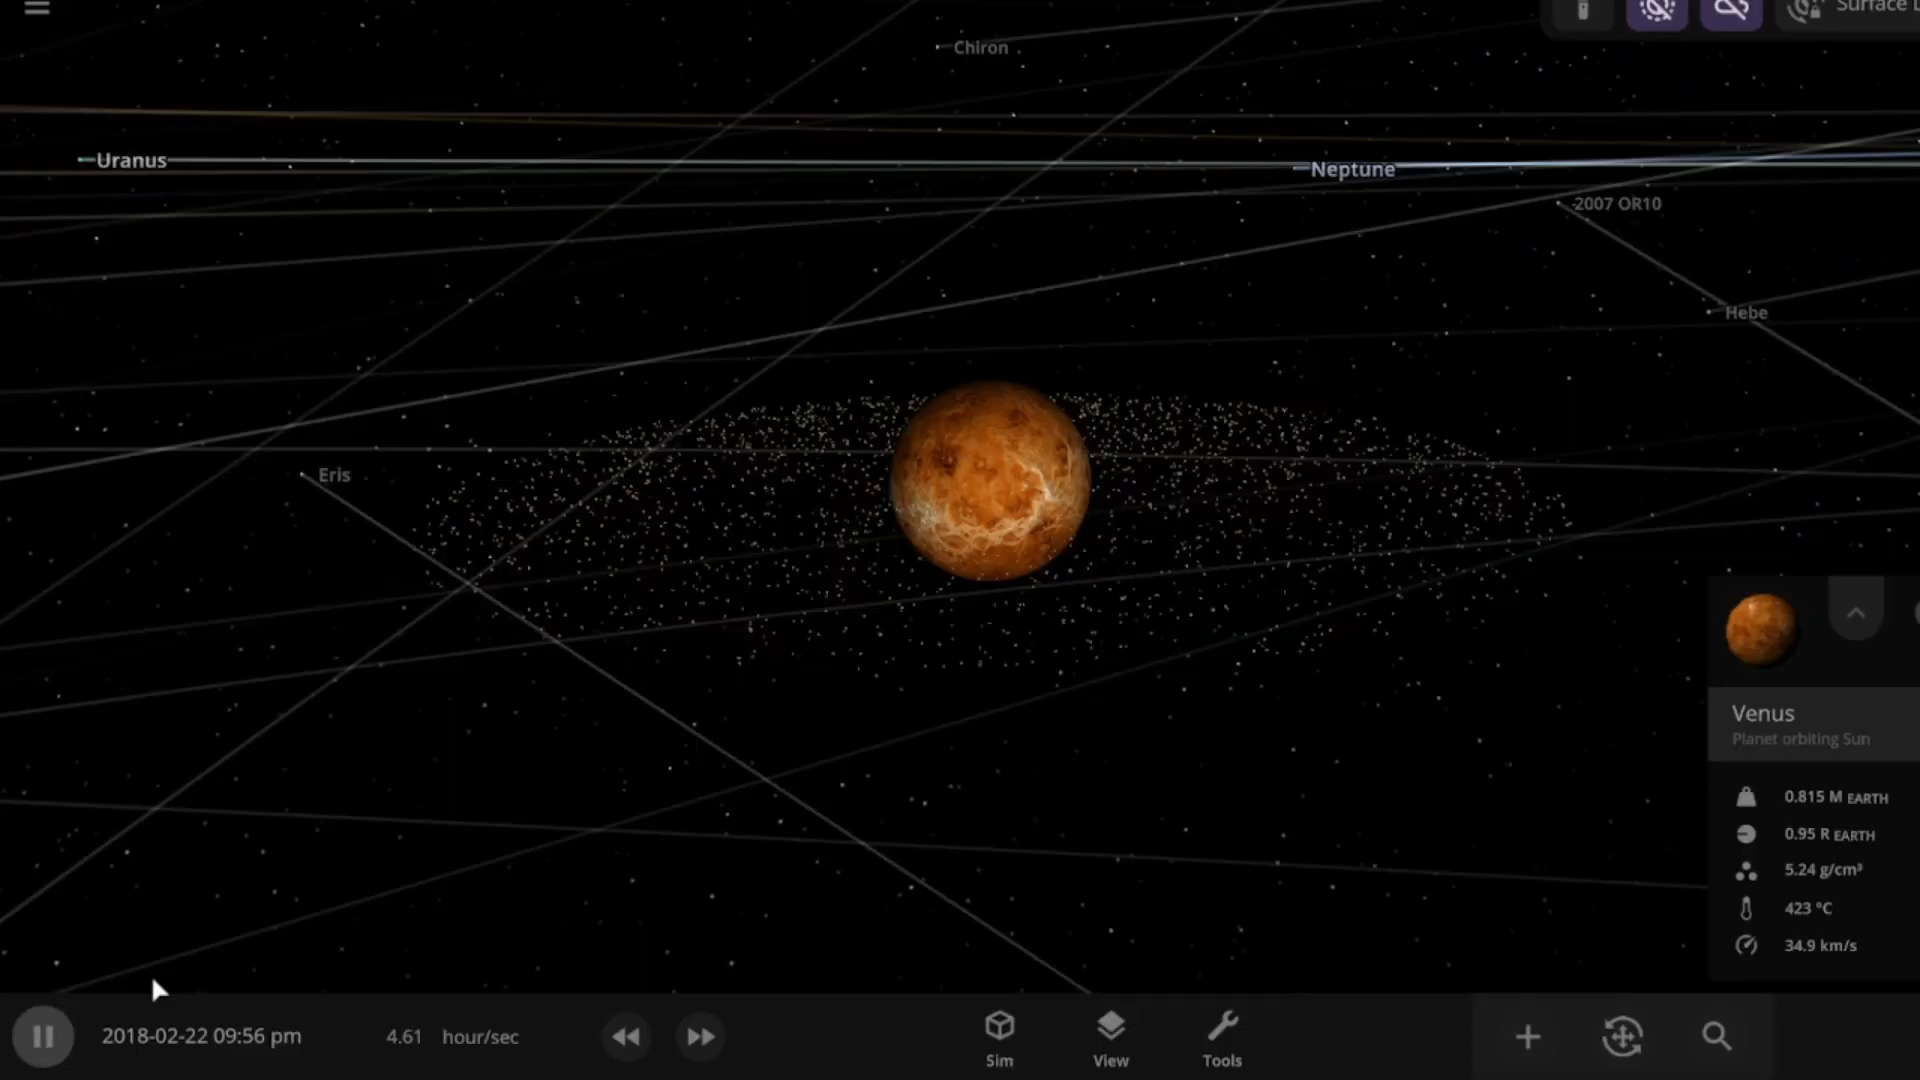 Surface
Chiron
Uranus
Neptune
2007 OR10
Hebe
Eris
Venus
Planet orbiting Sun
0.815 M EARTH
0.95 R EARTH
5.24 g/cm³
423 °C
34.9 km/s
2018-02-22 09:56 pm
4.61 hour/sec
Sim
View
Tools